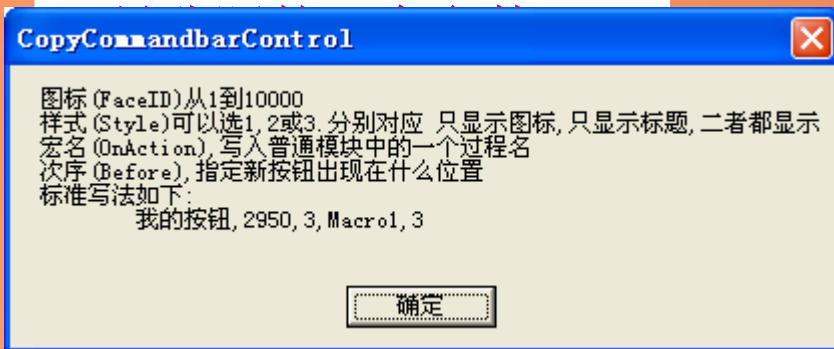 CopyCommandbarControl
图标(FaceID)从1到10000
样式(Style)可以选1,2或3.分别对应 只显示图标,只显示标题,二者都显示
宏名(OnAction),写入普通模块中的一个过程名
次序(Before),指定新按钮出现在什么位置
标准写法如下:
我的按钮,2950,3,Macro1,3
确定